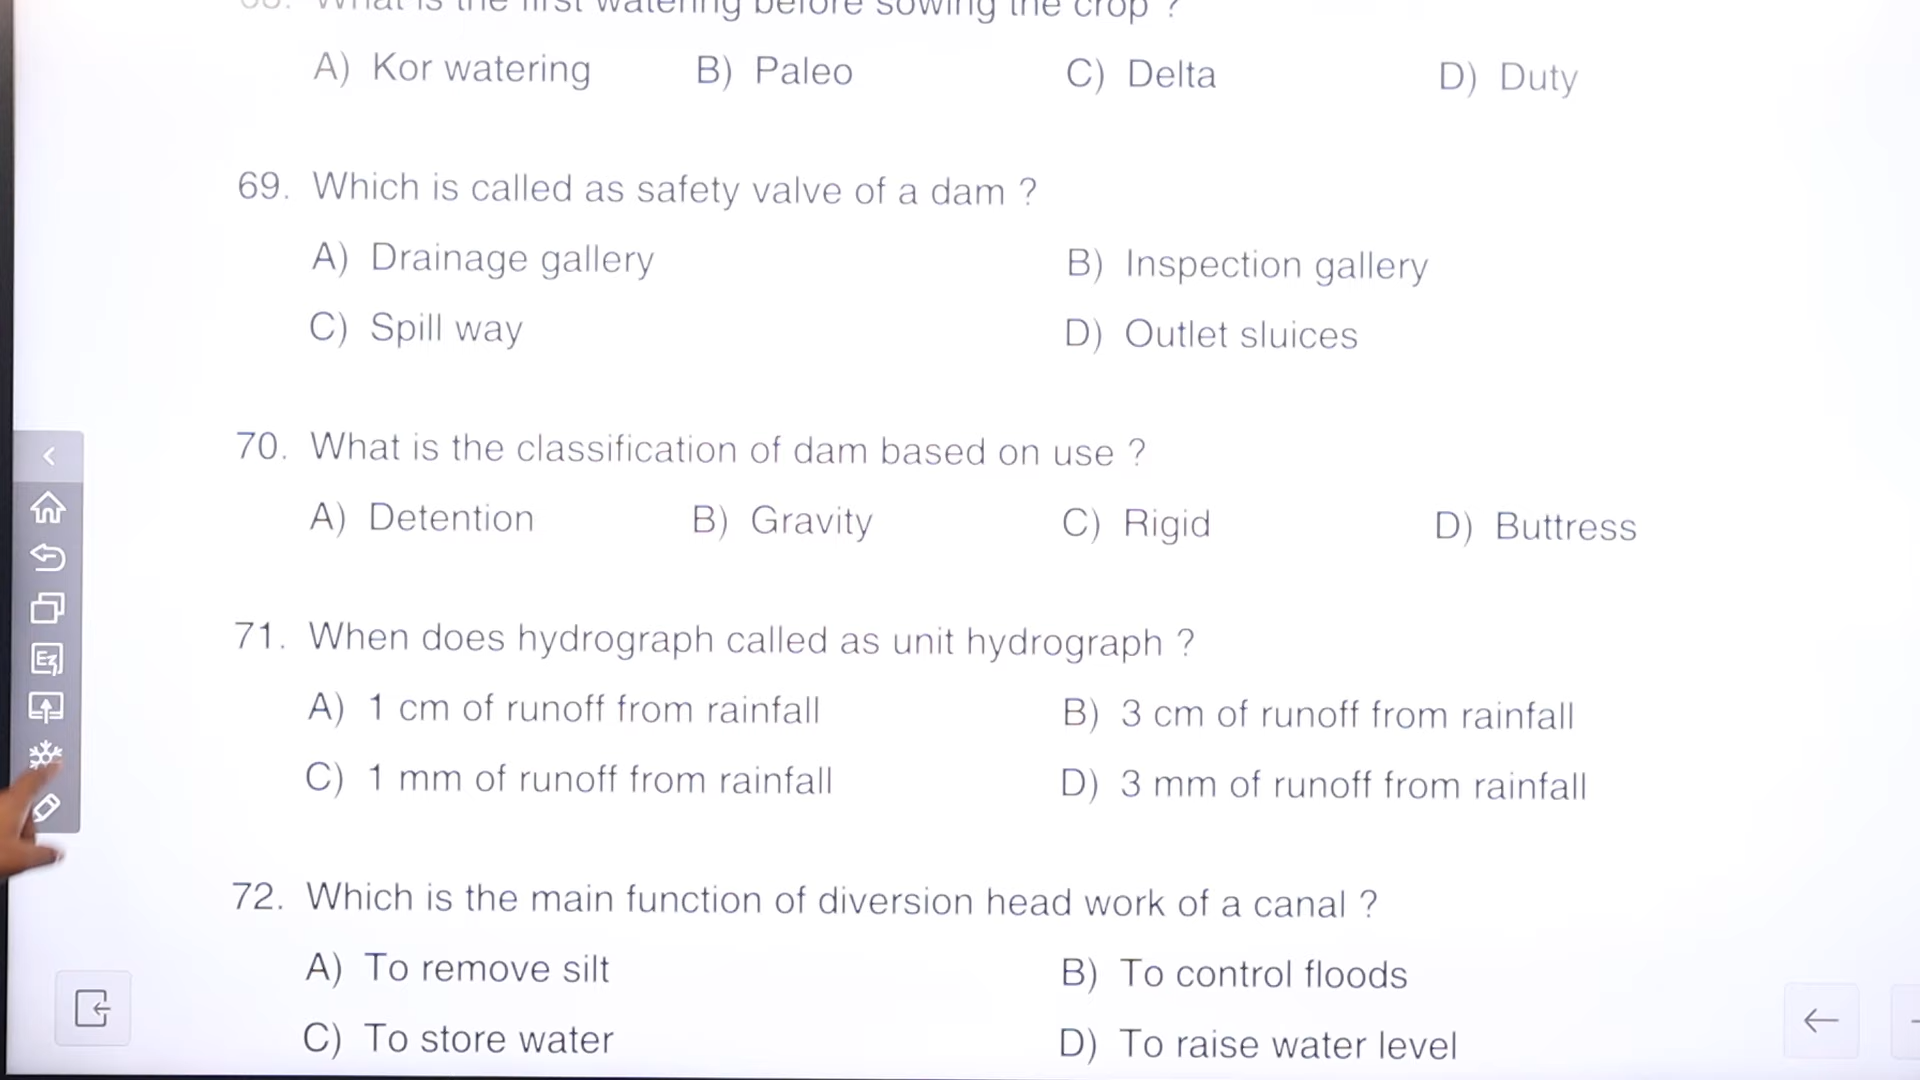 68. What is the first watering before sowing the crop ?
A) Kor watering B) Paleo C) Delta D) Duty
69. Which is called as safety valve of a dam ?
A) Drainage gallery B) Inspection gallery
C) Spill way D) Outlet sluices
70. What is the classification of dam based on use ?
A) Detention B) Gravity C) Rigid D) Buttress
71. When does hydrograph called as unit hydrograph ?
A) 1 cm of runoff from rainfall B) 3 cm of runoff from rainfall
C) 1 mm of runoff from rainfall D) 3 mm of runoff from rainfall
72. Which is the main function of diversion head work of a canal ?
A) To remove silt B) To control floods
C) To store water D) To raise water level